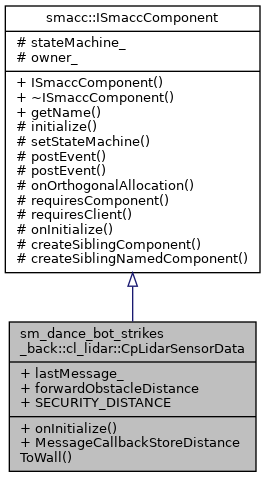 smacc::ISmaccComponent
# stateMachine_
# owner_
+ ISmaccComponent()
+ ~ISmaccComponent()
+ getName()
# initialize()
# setStateMachine()
# postEvent()
# postEvent()
# onOrthogonalAllocation()
# requiresComponent()
# requiresClient()
# onInitialize()
# createSiblingComponent()
# createSiblingNamedComponent()
sm_dance_bot_strikes
_back::cl_lidar::CpLidarSensorData
+ lastMessage_
+ forwardObstacleDistance
+ SECURITY_DISTANCE
+ onInitialize()
+ MessageCallbackStoreDistance
ToWall()